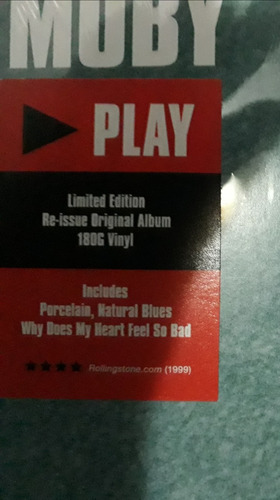 MOBY
PLAY
Limited Edition
Re-issue Original Album
180G Vinyl
Includes
Porcelain, Natural Blues
Why Does My Heart Feel So Bad
Rollingstone.com (1999)